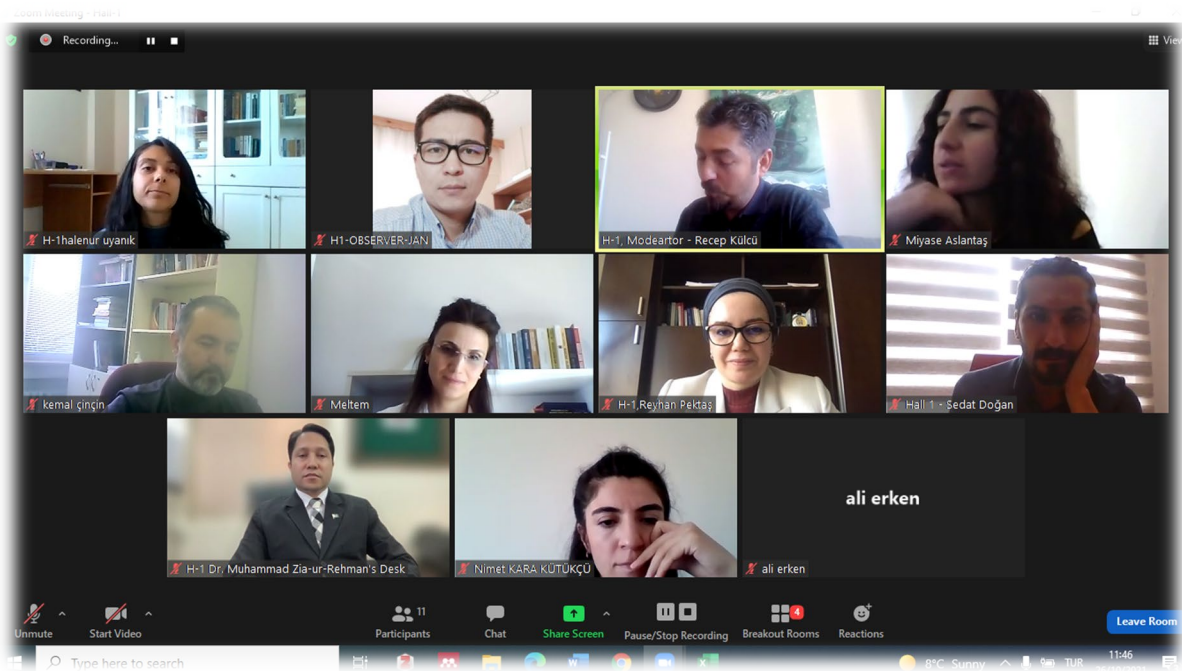 Zoom Meeting - Hall-1
Recording...
View
H-1halenur uyanık
H1-OBSERVER-JAN
H-1, Modeartor - Recep Külcü
Miyase Aslantaş
kemal çinçin
Meltem
H-1,Reyhan Pektaş
Hall 1 - Sedat Doğan
H-1 Dr. Muhammad Zia-ur-Rehman's Desk
Nimet KARA KÜTÜKÇÜ
ali erken
ali erken
Unmute
Start Video
11
Participants
Chat
Share Screen
Pause/Stop Recording
4
Breakout Rooms
Reactions
Leave Room
Type here to search
8°C Sunny
TUR
11:46